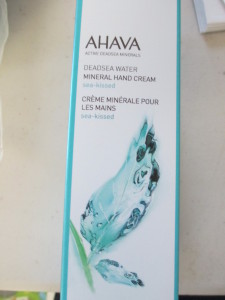 AHAVA
ACTIVE DEADSEA MINERALS
DEADSEA WATER
MINERAL HAND CREAM
sea-kissed
CRÈME MINÉRALE POUR
LES MAINS
sea-kissed